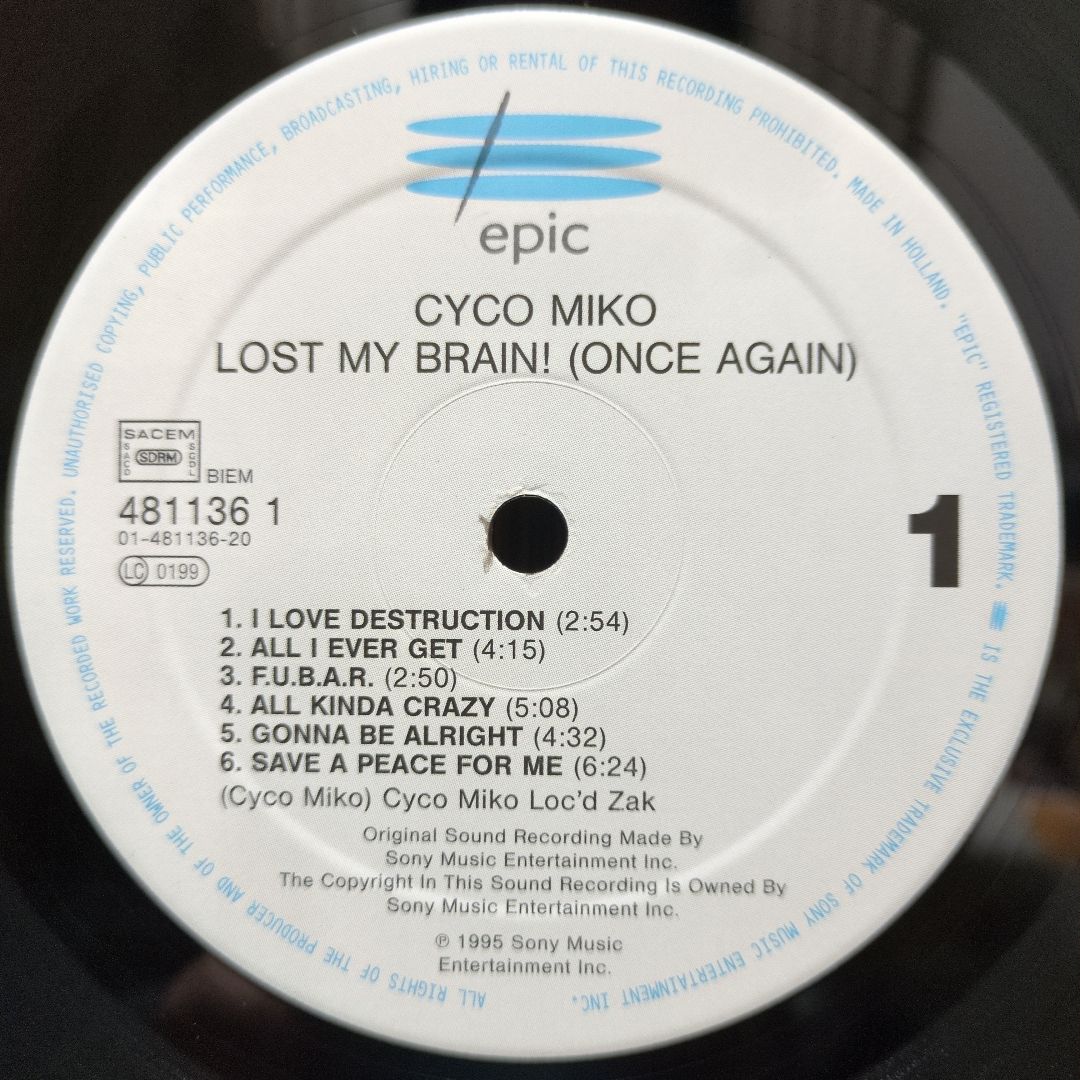 ALL RIGHTS OF THE PRODUCER AND OF THE OWNER OF THE RECORDED WORK RESERVED. UNAUTHORISED COPYING, PUBLIC PERFORMANCE, BROADCASTING, HIRING OR RENTAL OF THIS RECORDING PROHIBITED. MADE IN HOLLAND. "EPIC" REGISTERED TRADEMARK, IS THE EXCLUSIVE TRADEMARK OF SONY MUSIC ENTERTAINMENT INC.
epic
CYCO MIKO
LOST MY BRAIN! (ONCE AGAIN)
SACEM
SACD
SDRM
SGDL
BIEM
481136 1
01-481136-20
LC 0199
1
1. I LOVE DESTRUCTION (2:54)
2. ALL I EVER GET (4:15)
3. F.U.B.A.R. (2:50)
4. ALL KINDA CRAZY (5:08)
5. GONNA BE ALRIGHT (4:32)
6. SAVE A PEACE FOR ME (6:24)
(Cyco Miko) Cyco Miko Loc'd Zak
Original Sound Recording Made By
Sony Music Entertainment Inc.
The Copyright In This Sound Recording Is Owned By
Sony Music Entertainment Inc.
℗ 1995 Sony Music
Entertainment Inc.